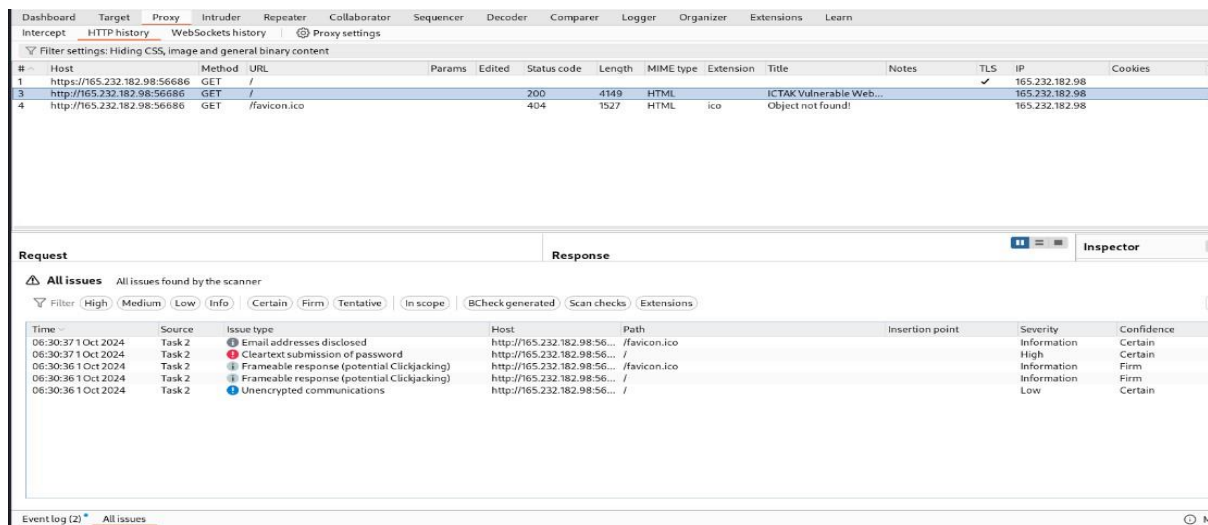 Dashboard Target Proxy Intruder Repeater Collaborator Sequencer Decoder Comparer Logger Organizer Extensions Learn
Intercept HTTP history WebSockets history Proxy settings
Filter settings: Hiding CSS, image and general binary content
# Host Method URL Params Edited Status code Length MIME type Extension Title Notes TLS IP Cookies
1 https://165.232.182.98:56686 GET / ✓ 165.232.182.98
3 http://165.232.182.98:56686 GET / 200 4149 HTML ICTAK Vulnerable Web... 165.232.182.98
4 http://165.232.182.98:56686 GET /favicon.ico 404 1527 HTML ico Object not found! 165.232.182.98
Request Response Inspector
All issues All issues found by the scanner
Filter High Medium Low Info Certain Firm Tentative In scope BCheck generated Scan checks Extensions
Time Source Issue type Host Path Insertion point Severity Confidence
06:30:37 1 Oct 2024 Task 2 Email addresses disclosed http://165.232.182.98:56... /favicon.ico Information Certain
06:30:37 1 Oct 2024 Task 2 Cleartext submission of password http://165.232.182.98:56... / High Certain
06:30:36 1 Oct 2024 Task 2 Frameable response (potential Clickjacking) http://165.232.182.98:56... /favicon.ico Information Firm
06:30:36 1 Oct 2024 Task 2 Frameable response (potential Clickjacking) http://165.232.182.98:56... / Information Firm
06:30:36 1 Oct 2024 Task 2 Unencrypted communications http://165.232.182.98:56... / Low Certain
Event log (2) All issues